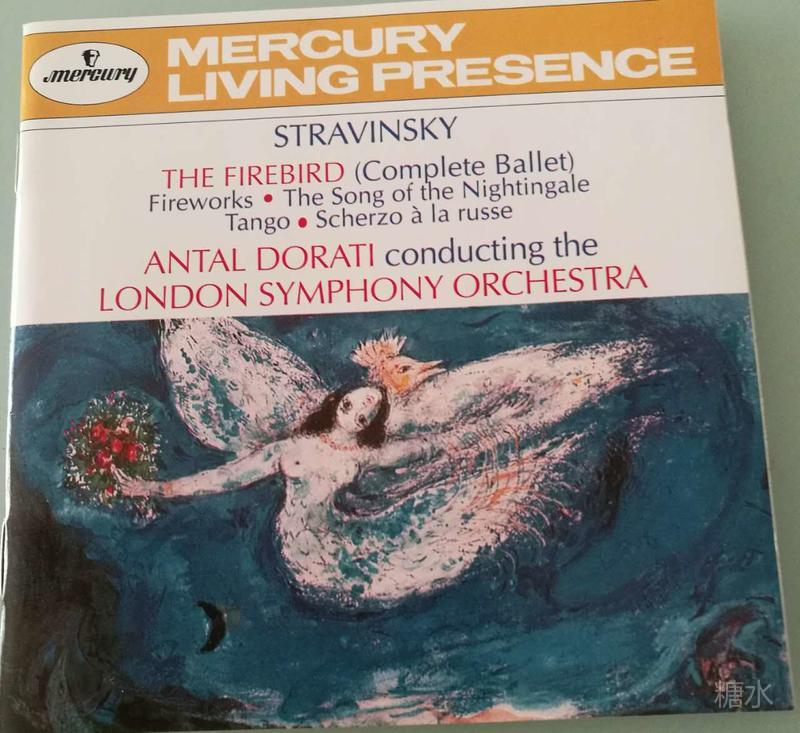 mercury
MERCURY
LIVING PRESENCE
STRAVINSKY
THE FIREBIRD (Complete Ballet)
Fireworks • The Song of the Nightingale
Tango • Scherzo à la russe
ANTAL DORATI conducting the
LONDON SYMPHONY ORCHESTRA
糖水